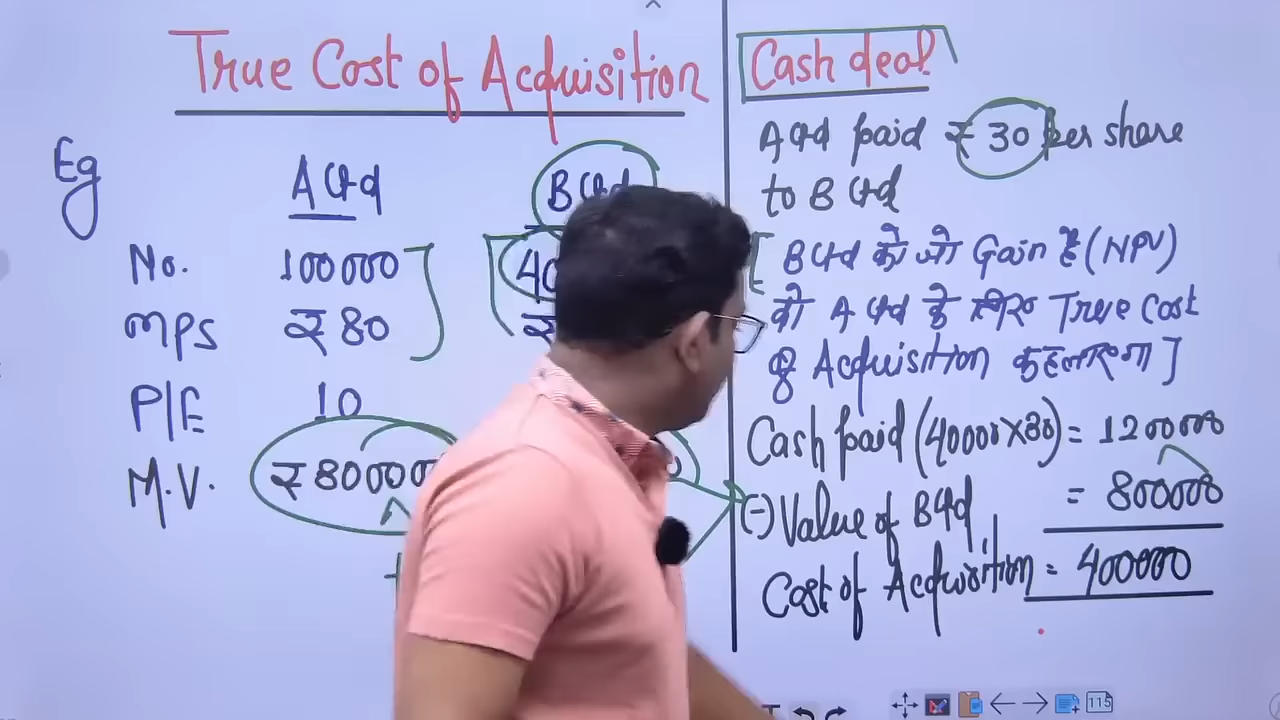 True Cost of Acquisition
Eg
A Ltd
B Ltd
No. 100000
MPS ₹80
P/E 10
M.V. ₹80000
Cash deal
A Ltd paid ₹ 30 per share
to B Ltd
[ B Ltd को जो Gain है (NPV)
वो A Ltd के लिए True Cost
of Acquisition कहलाएगा ]
Cash paid (40000×30) = 1200000
(-) Value of B Ltd = 800000
Cost of Acquisition = 400000
115